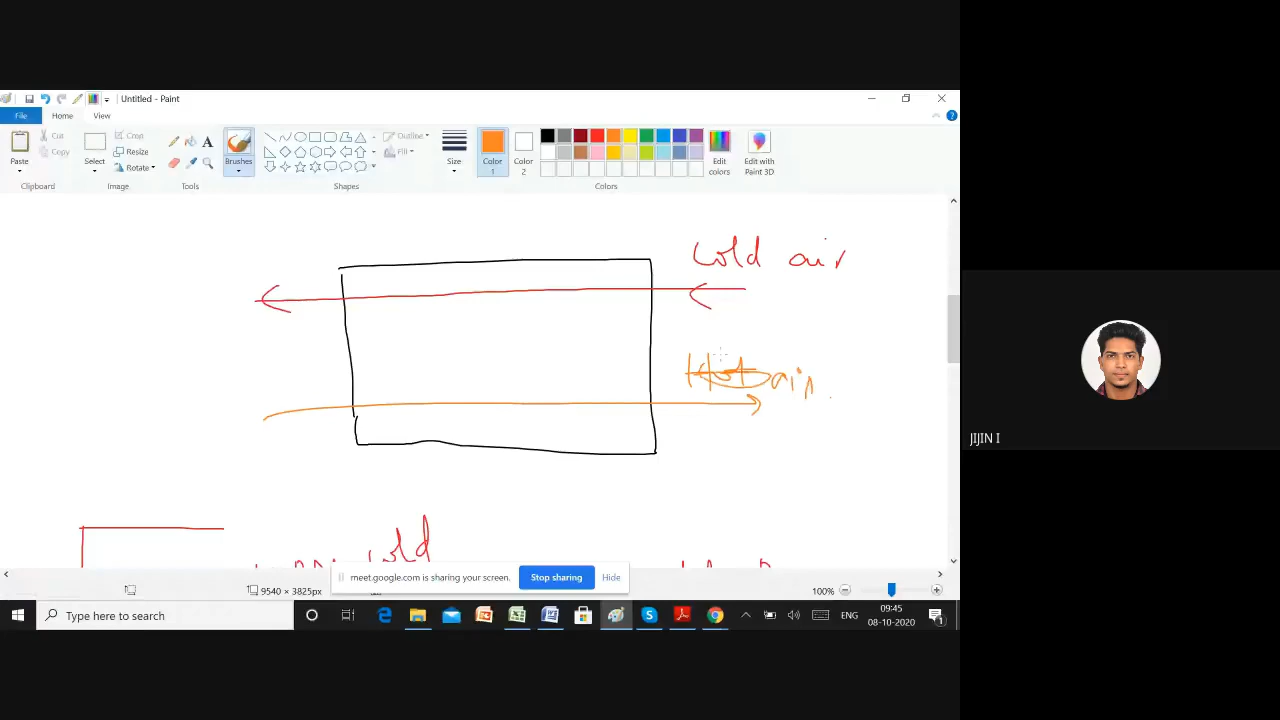 Untitled - Paint
File Home View
Cut
Copy
Paste
Clipboard
Select
Crop
Resize
Rotate
Image
Tools
Brushes
Outline
Fill
Shapes
Size
Color 1
Color 2
Edit colors
Edit with Paint 3D
Colors
cold air
Hot air
cold
JIJIN I
meet.google.com is sharing your screen. Stop sharing Hide
9540 × 3825px
100%
Type here to search
ENG
09:45
08-10-2020